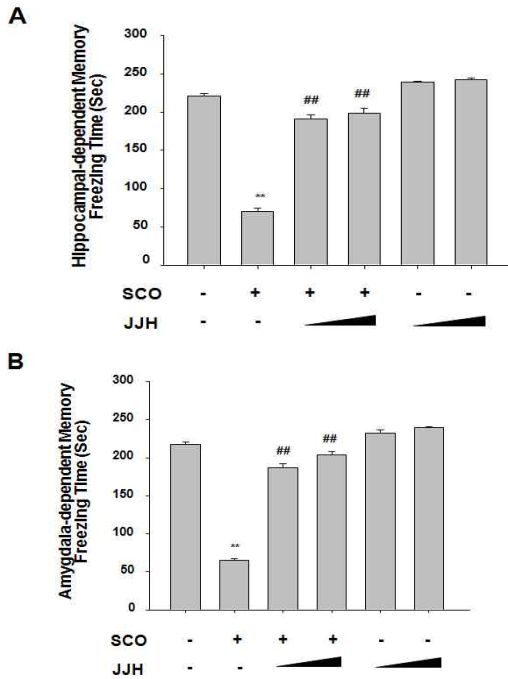 A
Hippocampal-dependent Memory
Freezing Time (Sec)
300
250
200
150
100
50
0
**
##
##
SCO - + + + - -
JJH - -
B
Amygdala-dependent Memory
Freezing Time (Sec)
300
250
200
150
100
50
0
**
##
##
SCO - + + + - -
JJH - -